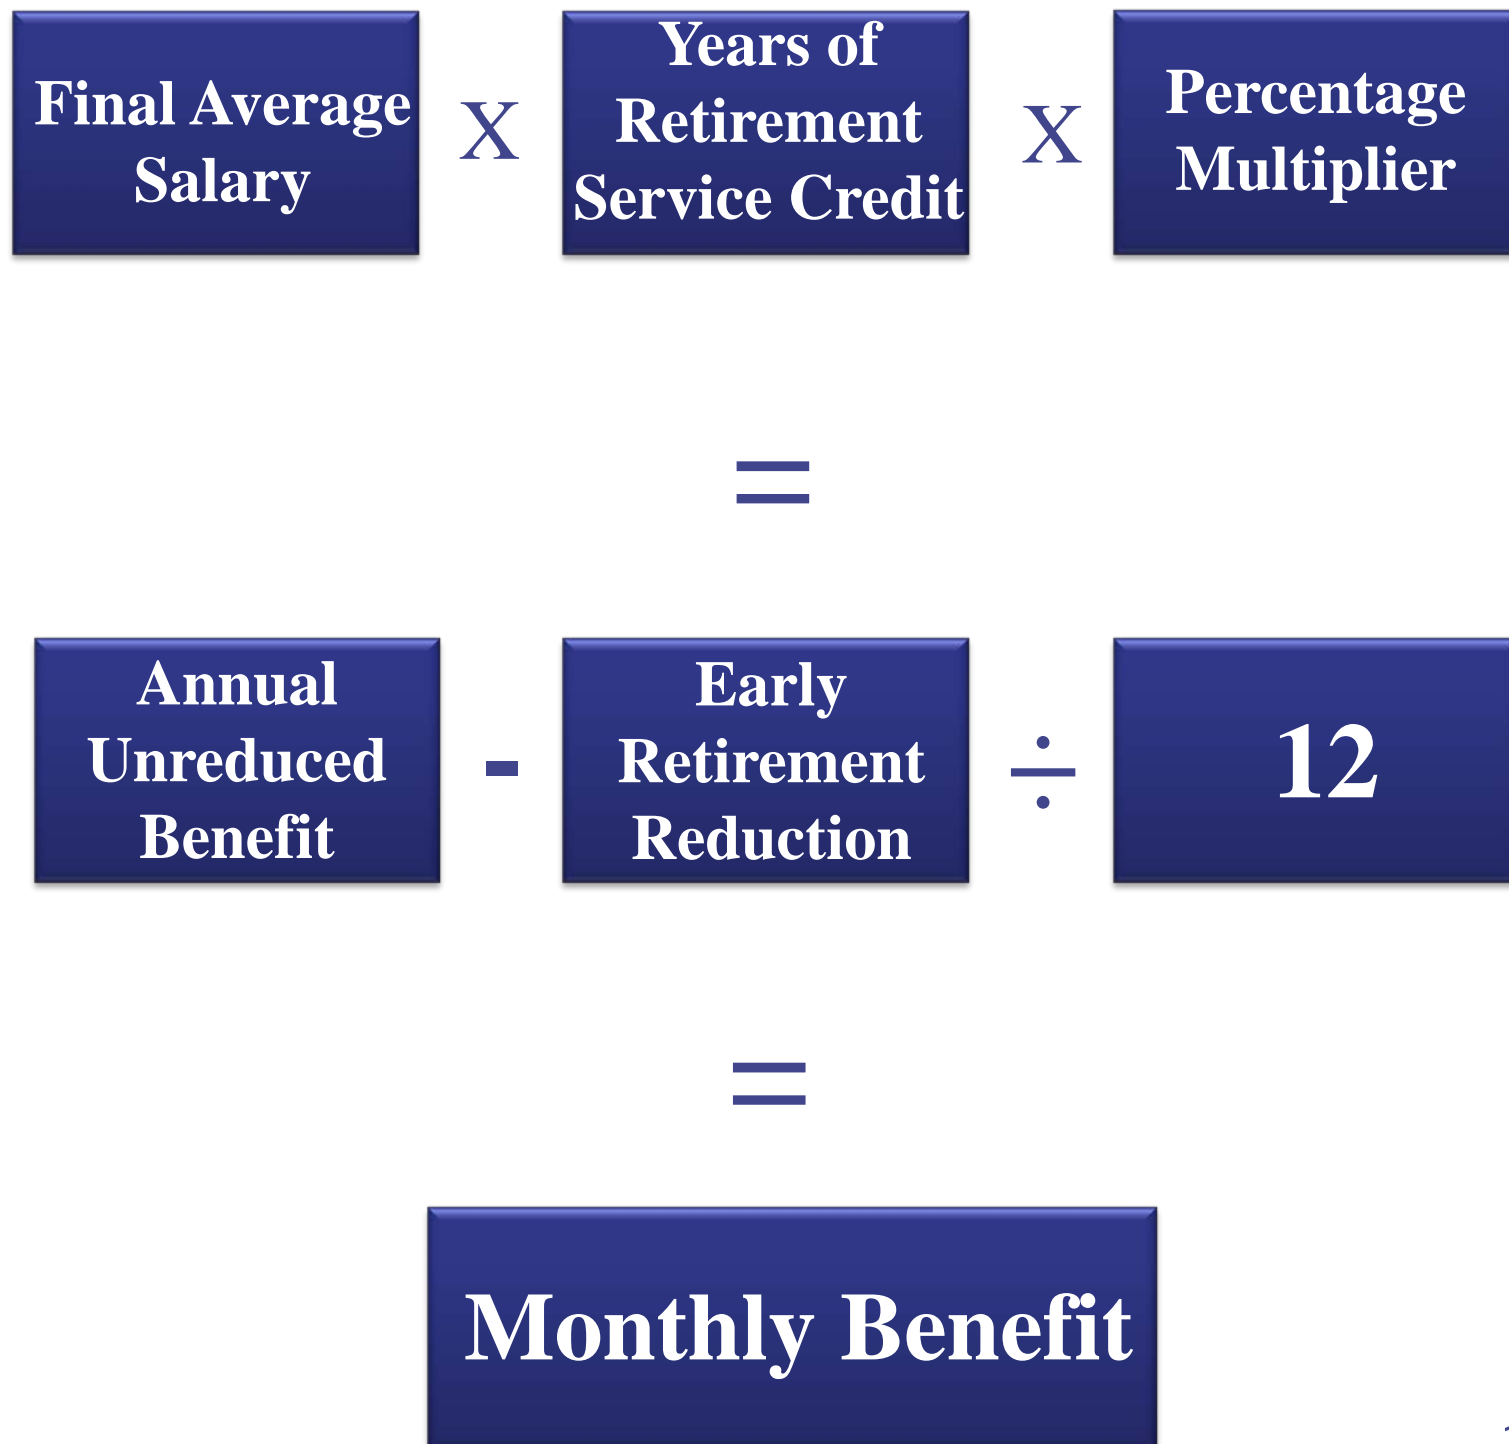 Final Average
Salary
X
Years of
Retirement
Service Credit
X
Percentage
Multiplier
=
Annual
Unreduced
Benefit
-
Early
Retirement
Reduction
÷
12
=
Monthly Benefit